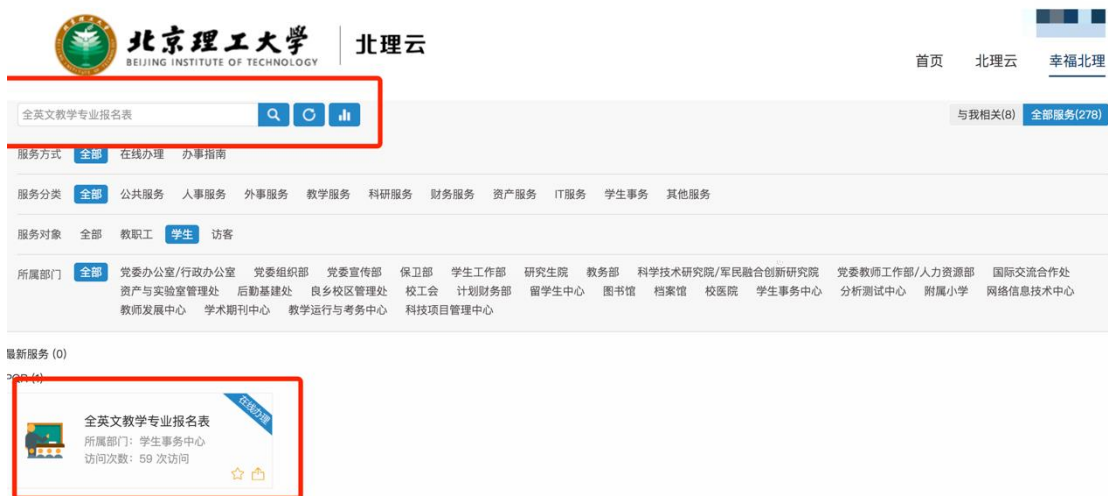 北京理工大学
BEIJING INSTITUTE OF TECHNOLOGY
北理云
首页 北理云 幸福北理
全英文教学专业报名表
与我相关(8) 全部服务(278)
服务方式 全部 在线办理 办事指南
服务分类 全部 公共服务 人事服务 外事服务 教学服务 科研服务 财务服务 资产服务 IT服务 学生事务 其他服务
服务对象 全部 教职工 学生 访客
所属部门 全部 党委办公室/行政办公室 党委组织部 党委宣传部 保卫部 学生工作部 研究生院 教务部 科学技术研究院/军民融合创新研究院 党委教师工作部/人力资源部 国际交流合作处
资产与实验室管理处 后勤基建处 良乡校区管理处 校工会 计划财务部 留学生中心 图书馆 档案馆 校医院 学生事务中心 分析测试中心 附属小学 网络信息技术中心
教师发展中心 学术期刊中心 教学运行与考务中心 科技项目管理中心
最新服务 (0)
全英文教学专业报名表
在线办理
所属部门：学生事务中心
访问次数：59 次访问